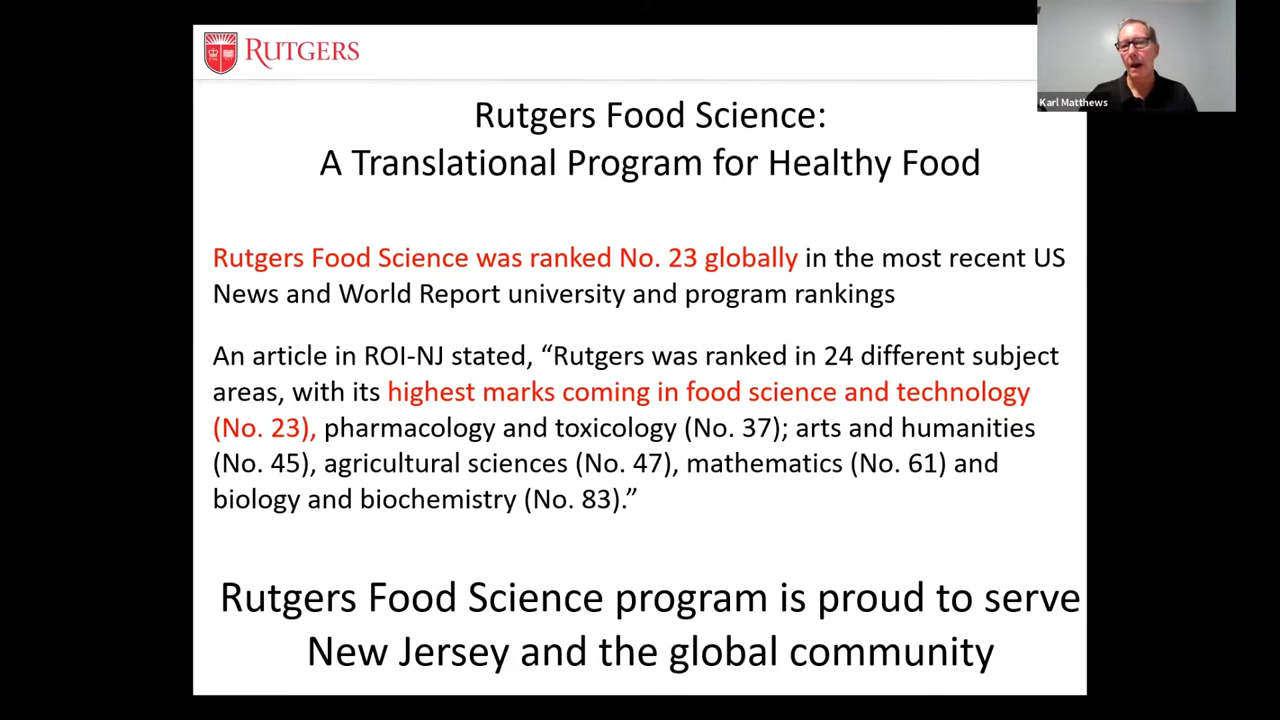 RUTGERS
Karl Matthews
Rutgers Food Science:
A Translational Program for Healthy Food
Rutgers Food Science was ranked No. 23 globally in the most recent US
News and World Report university and program rankings
An article in ROI-NJ stated, “Rutgers was ranked in 24 different subject
areas, with its highest marks coming in food science and technology
(No. 23), pharmacology and toxicology (No. 37); arts and humanities
(No. 45), agricultural sciences (No. 47), mathematics (No. 61) and
biology and biochemistry (No. 83).”
Rutgers Food Science program is proud to serve
New Jersey and the global community